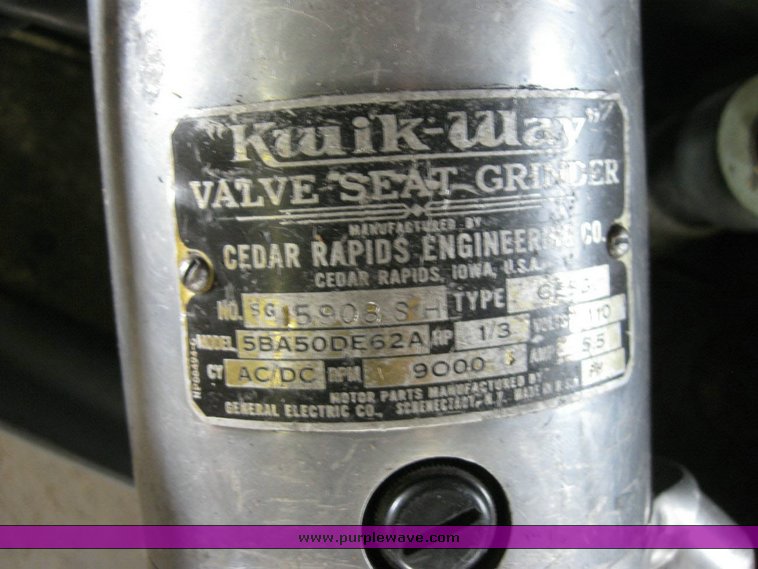 "Kwik-Way"
VALVE SEAT GRINDER
MANUFACTURED BY
CEDAR RAPIDS ENGINEERING CO.
CEDAR RAPIDS, IOWA, U.S.A.
NO. SG 15908 S H TYPE
MODEL 5BA50DE62A HP 1/3 VOLTS 110
CY AC/DC RPM 9000 AMP 5.5
MOTOR PARTS MANUFACTURED BY
GENERAL ELECTRIC CO., SCHENECTADY, N.Y. MADE IN U.S.A.
www.purplewave.com